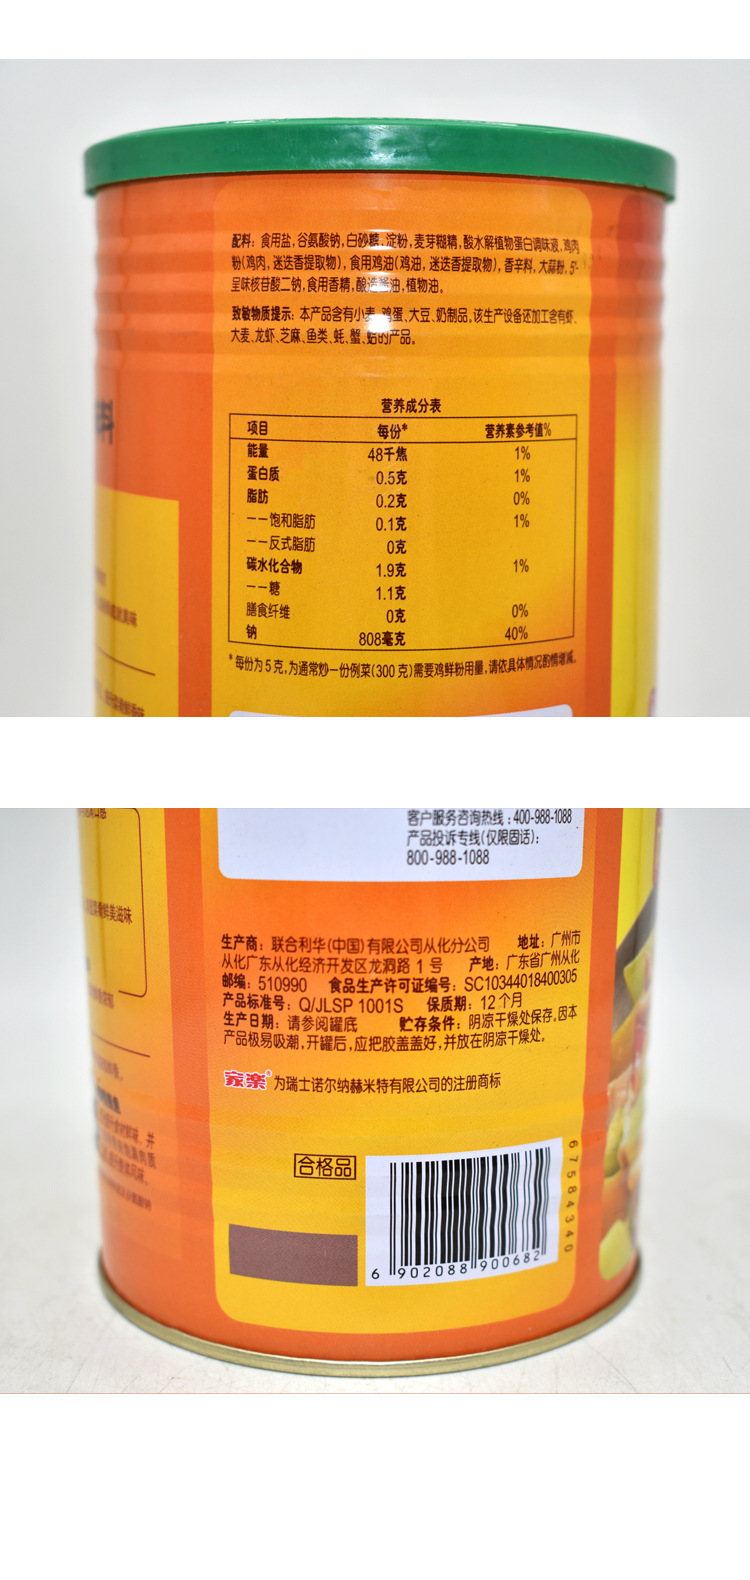 配料：食用盐，谷氨酸钠，白砂糖，淀粉，麦芽糊精，酸水解植物蛋白调味液，鸡肉
粉(鸡肉，迷迭香提取物)，食用鸡油(鸡油，迷迭香提取物)，香辛料，大蒜粉，5'-
呈味核苷酸二钠，食用香精，酿造酱油，植物油。
致敏物质提示：本产品含有小麦、鸡蛋、大豆、奶制品。该生产设备还加工含有虾、
大麦、龙虾、芝麻、鱼类、蚝、蟹、蛤的产品。
料
营养成分表
项目 每份* 营养素参考值%
能量 48千焦 1%
蛋白质 0.5克 1%
脂肪 0.2克 0%
——饱和脂肪 0.1克 1%
——反式脂肪 0克
碳水化合物 1.9克 1%
——糖 1.1克
膳食纤维 0克 0%
钠 808毫克 40%
*每份为5克，为通常炒一份例菜(300克)需要鸡鲜粉用量，请依具体情况酌情增减。
客户服务咨询热线：400-988-1088
产品投诉专线(仅限固话)：
800-988-1088
鲜美滋味
生产商：联合利华(中国)有限公司从化分公司 地址：广州市
从化广东从化经济开发区龙洞路 1 号 产地：广东省广州从化
邮编：510990 食品生产许可证编号：SC10344018400305
产品标准号：Q/JLSP 1001S 保质期：12个月
生产日期：请参阅罐底 贮存条件：阴凉干燥处保存。因本
产品极易吸潮，开罐后，应把胶盖盖好，并放在阴凉干燥处。
家樂®为瑞士诺尔纳赫米特有限公司的注册商标
合格品
6 902088 900682
67584340